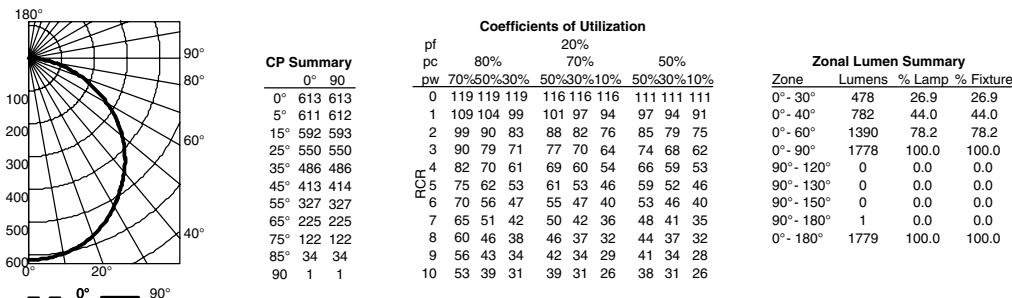 180°
90°
80°
60°
40°
100
200
300
400
500
600
0°
20°
0° 90°
CP Summary
0° 90
0° 613 613
5° 611 612
15° 592 593
25° 550 550
35° 486 486
45° 413 414
55° 327 327
65° 225 225
75° 122 122
85° 34 34
90 1 1
Coefficients of Utilization
pf 20%
pc 80% 70% 50%
pw 70%50%30% 50%30%10% 50%30%10%
RCR
0 119 119 119 116 116 116 111 111 111
1 109 104 99 101 97 94 97 94 91
2 99 90 83 88 82 76 85 79 75
3 90 79 71 77 70 64 74 68 62
4 82 70 61 69 60 54 66 59 53
5 75 62 53 61 53 46 59 52 46
6 70 56 47 55 47 40 53 46 40
7 65 51 42 50 42 36 48 41 35
8 60 46 38 46 37 32 44 37 32
9 56 43 34 42 34 29 41 34 28
10 53 39 31 39 31 26 38 31 26
Zonal Lumen Summary
Zone Lumens % Lamp % Fixture
0°- 30° 478 26.9 26.9
0°- 40° 782 44.0 44.0
0°- 60° 1390 78.2 78.2
0°- 90° 1778 100.0 100.0
90°- 120° 0 0.0 0.0
90°- 130° 0 0.0 0.0
90°- 150° 0 0.0 0.0
90°- 180° 1 0.0 0.0
0°- 180° 1779 100.0 100.0